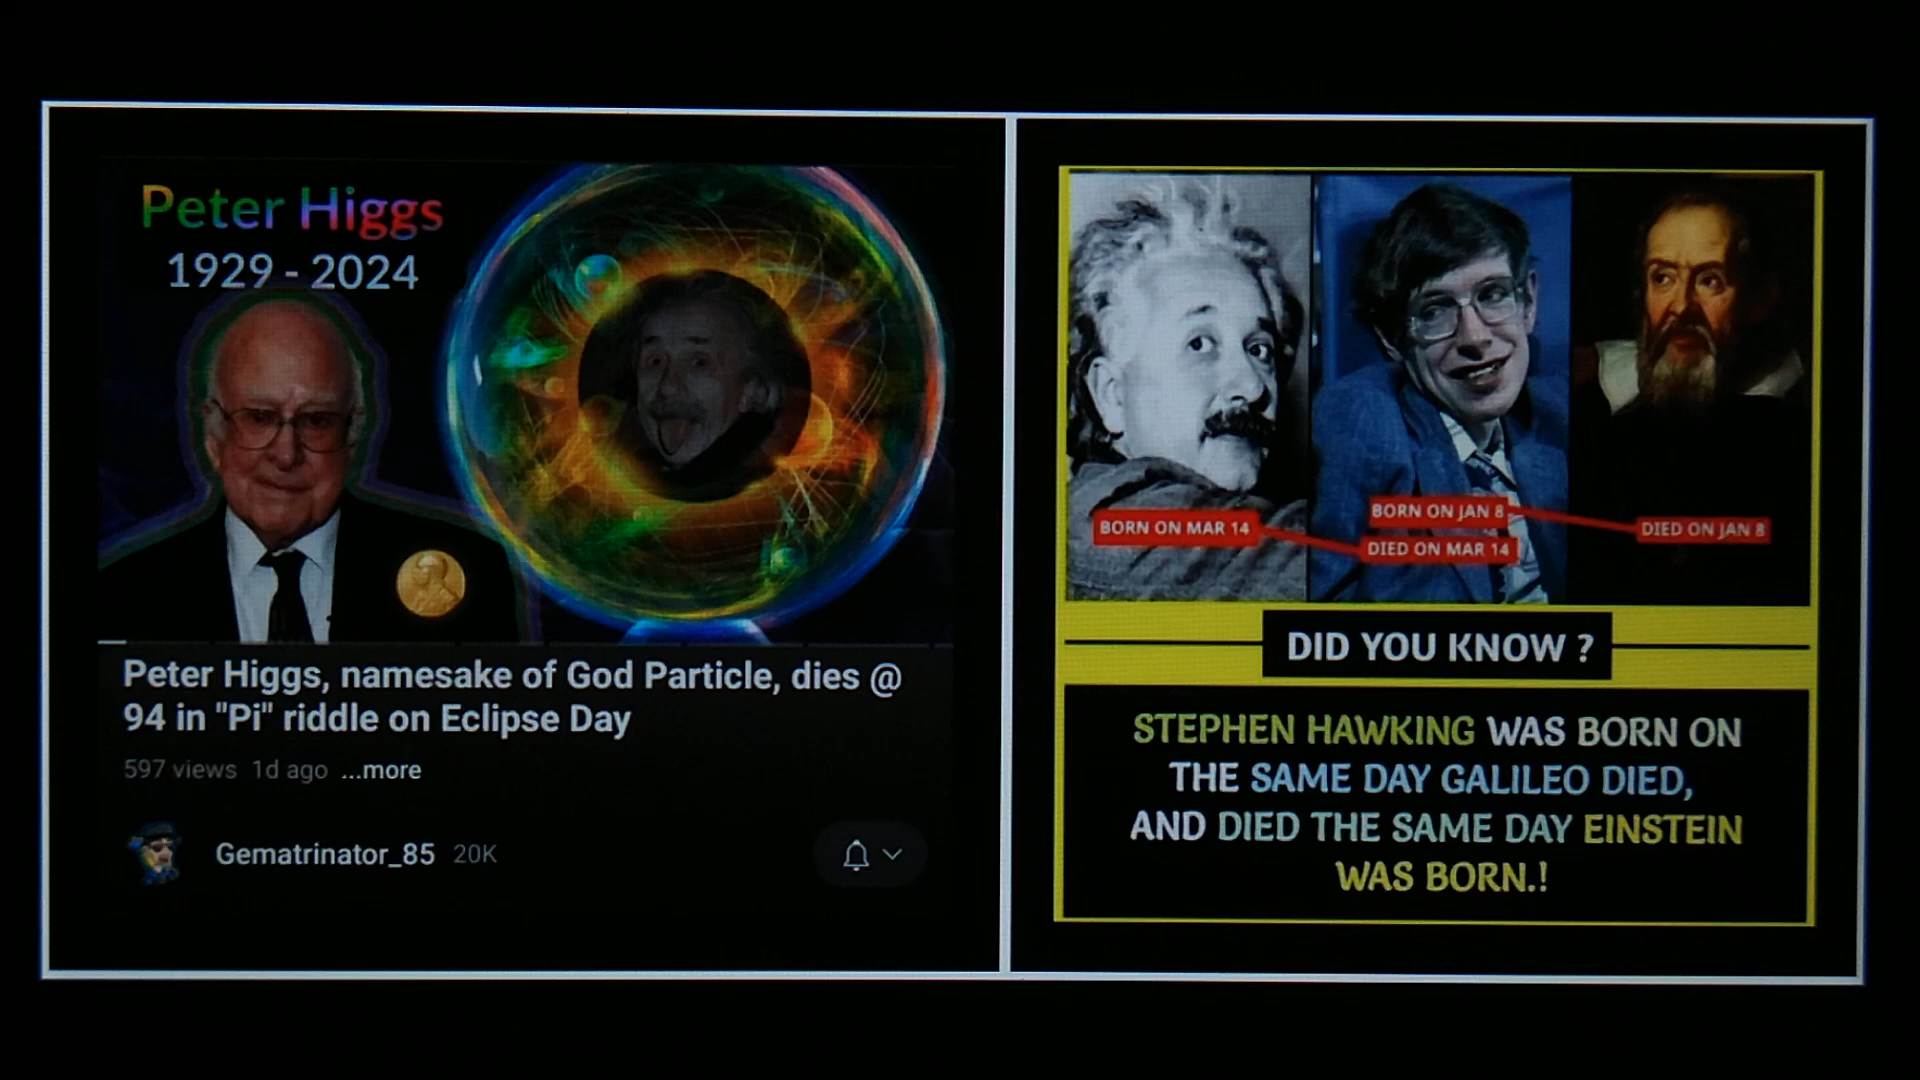 Peter Higgs
1929 - 2024
Peter Higgs, namesake of God Particle, dies @
94 in "Pi" riddle on Eclipse Day
597 views 1d ago ...more
Gematrinator_85 20K
BORN ON MAR 14
BORN ON JAN 8
DIED ON MAR 14
DIED ON JAN 8
DID YOU KNOW ?
STEPHEN HAWKING WAS BORN ON
THE SAME DAY GALILEO DIED,
AND DIED THE SAME DAY EINSTEIN
WAS BORN.!